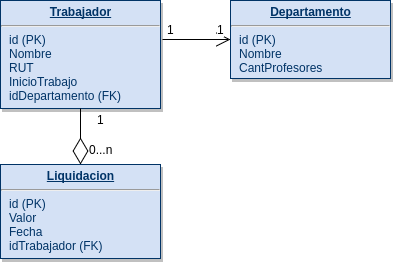 Trabajador
id (PK)
Nombre
RUT
InicioTrabajo
idDepartamento (FK)
1
.1
Departamento
id (PK)
Nombre
CantProfesores
1
0...n
Liquidacion
id (PK)
Valor
Fecha
idTrabajador (FK)